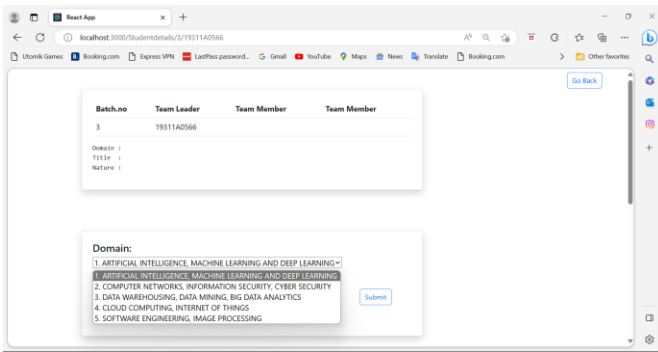 React App
localhost:3000/Studentdetails/3/19311A0566
Utomik Games Booking.com Express VPN LastPass password... Gmail YouTube Maps News Translate Booking.com Other favorites
Go Back
Batch.no Team Leader Team Member Team Member
3 19311A0566
Domain :
Title :
Nature :
Domain:
1. ARTIFICIAL INTELLIGENCE, MACHINE LEARNING AND DEEP LEARNING
1. ARTIFICIAL INTELLIGENCE, MACHINE LEARNING AND DEEP LEARNING
2. COMPUTER NETWORKS, INFORMATION SECURITY, CYBER SECURITY
3. DATA WAREHOUSING, DATA MINING, BIG DATA ANALYTICS
4. CLOUD COMPUTING, INTERNET OF THINGS
5. SOFTWARE ENGINEERING, IMAGE PROCESSING
Submit